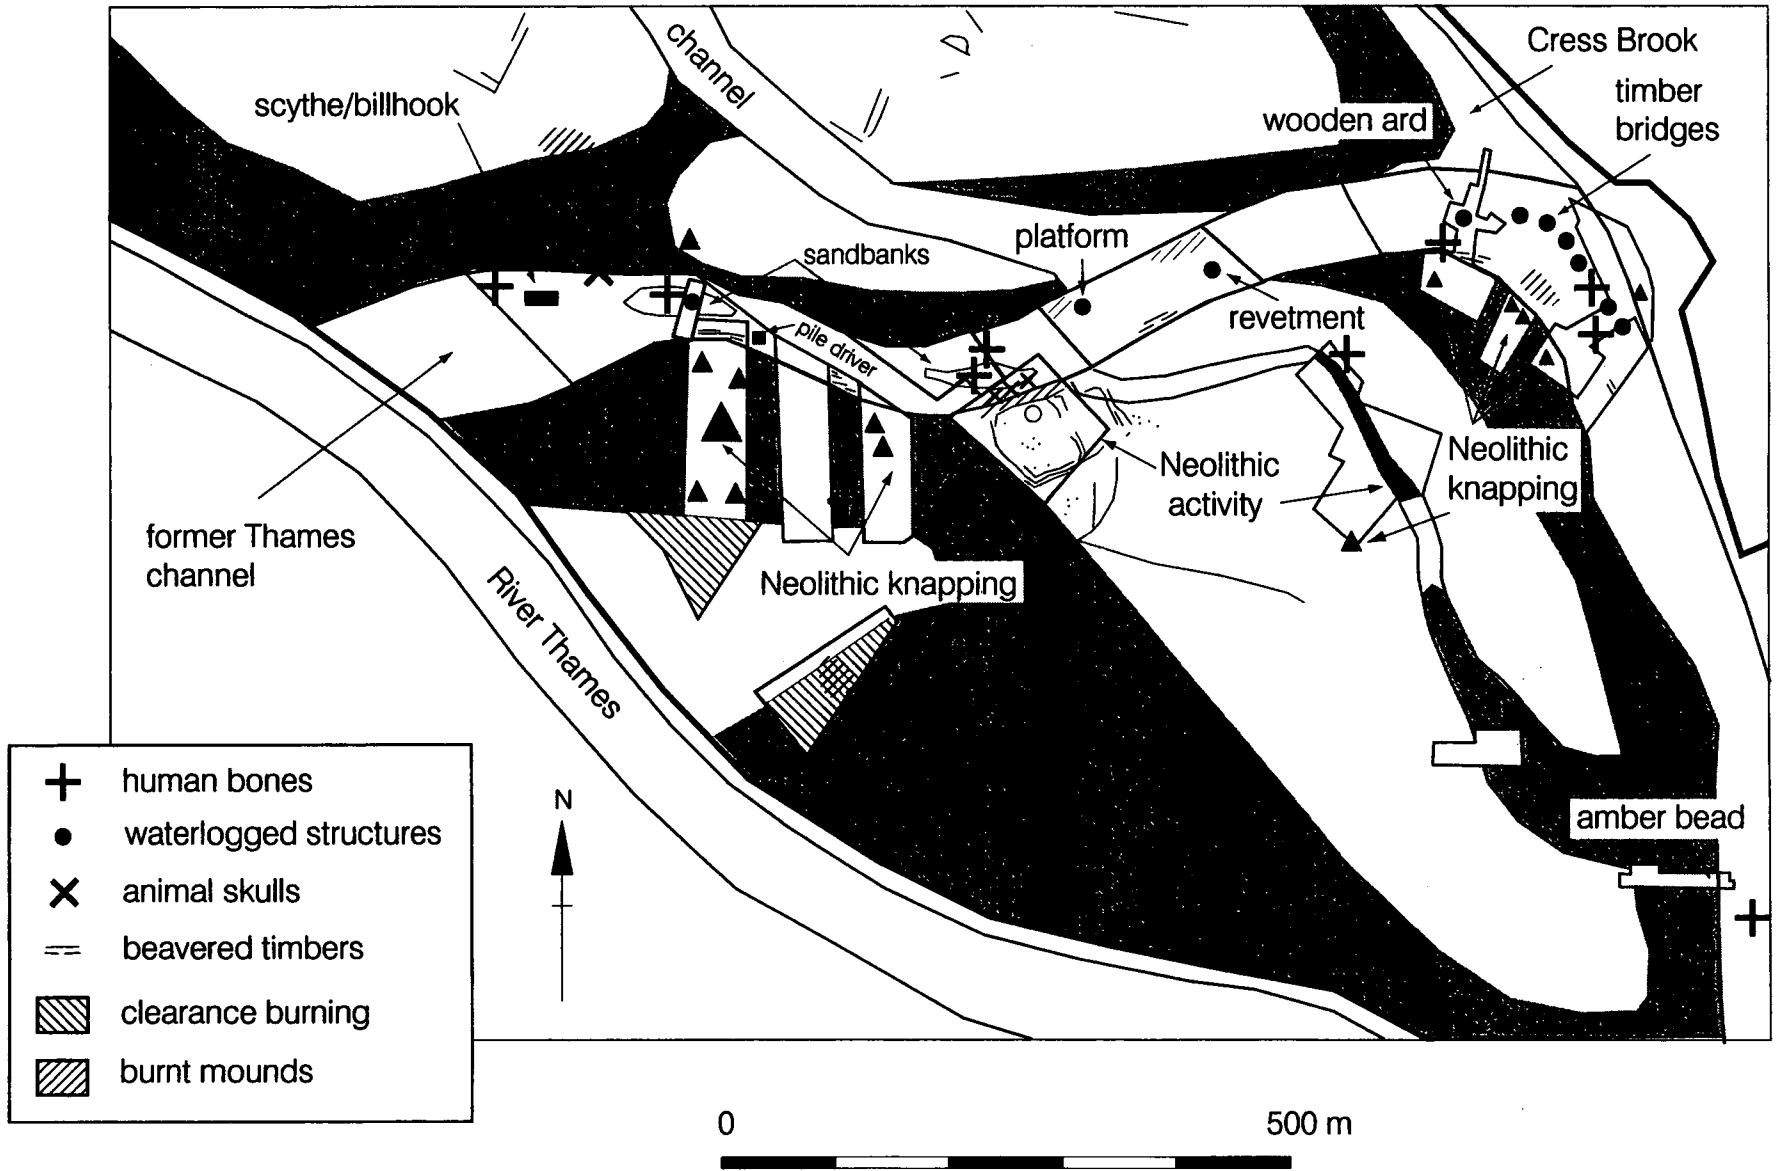 channel
Cress Brook
timber
bridges
scythe/billhook
wooden ard
platform
sandbanks
pile driver
revetment
Neolithic
activity
Neolithic
knapping
former Thames
channel
Neolithic knapping
River Thames
amber bead
human bones
waterlogged structures
animal skulls
beavered timbers
clearance burning
burnt mounds
N
0
500 m